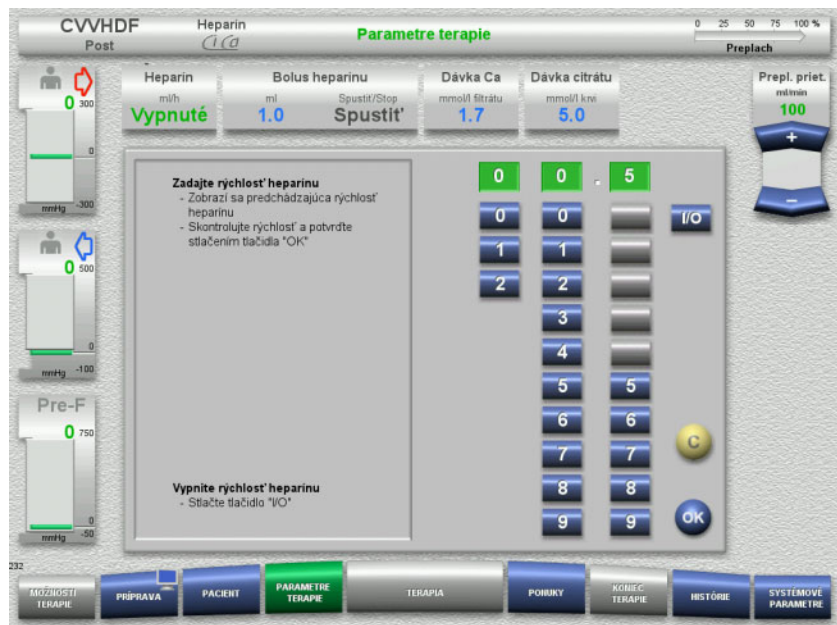 CVVHDF
Post
Heparin
Ci Ca
Parametre terapie
0 25 50 75 100 %
Preplach
0 300
0
mmHg -300
0 500
0
mmHg -100
Pre-F
0 750
0
mmHg -50
Heparin
ml/h
Vypnuté
Bolus heparinu
ml Spustiť/Stop
1.0 Spustiť
Dávka Ca
mmol/l filtrátu
1.7
Dávka citrátu
mmol/l krvi
5.0
Prepl. priet.
ml/min
100
+
−
Zadajte rýchlosť heparínu
- Zobrazí sa predchádzajúca rýchlosť
heparínu
- Skontrolujte rýchlosť a potvrďte
stlačením tlačidla "OK"
Vypnite rýchlosť heparínu
- Stlačte tlačidlo "I/O"
0 0 . 5
0 0 I/O
1 1
2 2
3
4
5 5
6 6
7 7
8 8
9 9
C
OK
232
MOŽNOSTI
TERAPIE
PRÍPRAVA
PACIENT
PARAMETRE
TERAPIE
TERAPIA
PONUKY
KONIEC
TERAPIE
HISTÓRIE
SYSTÉMOVÉ
PARAMETRE